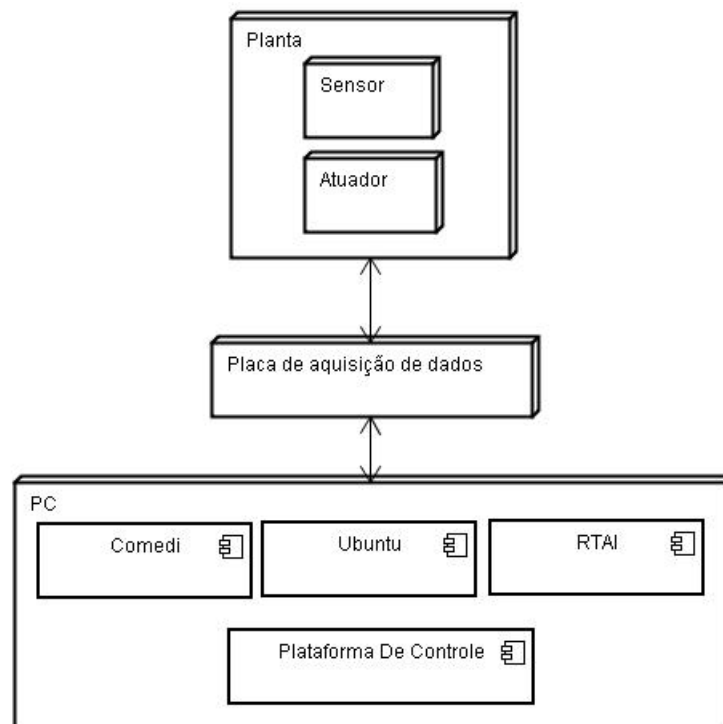 Planta
Sensor
Atuador
Placa de aquisição de dados
PC
Comedi
Ubuntu
RTAI
Plataforma De Controle